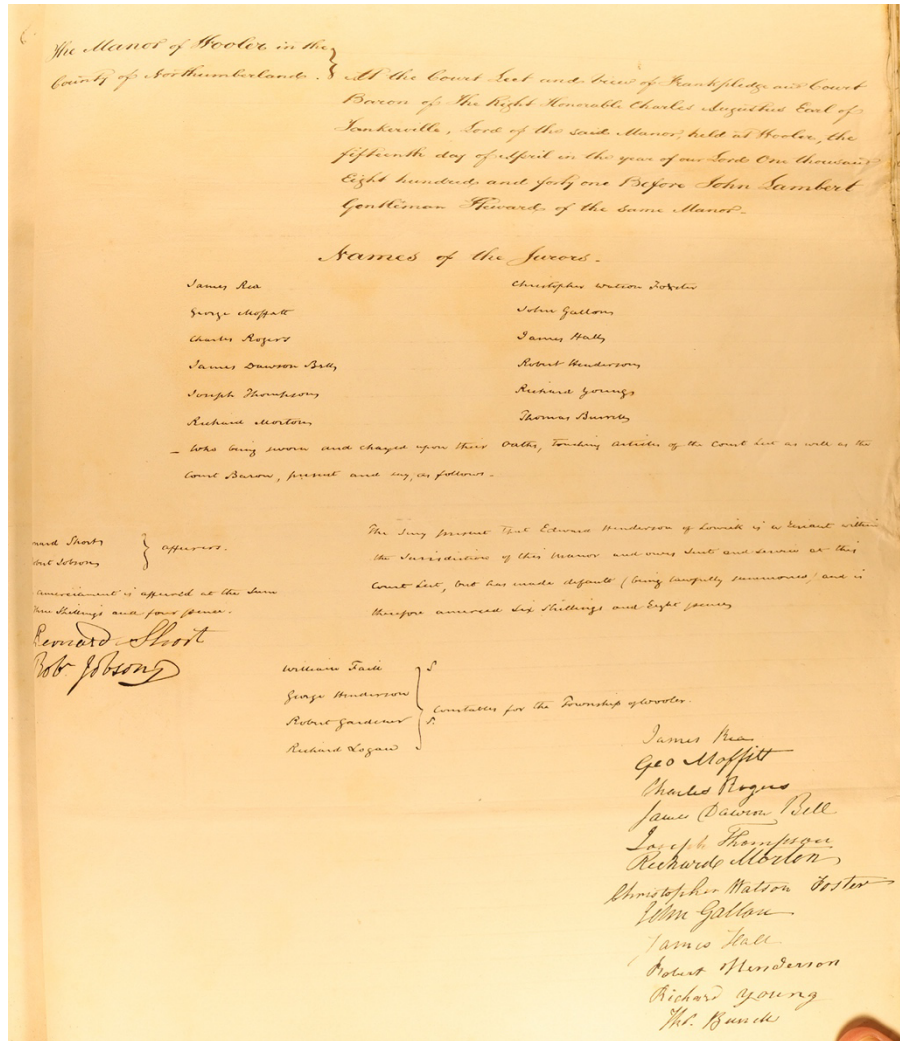 The Manor of Wooler in the
County of Northumberland.
At the Court Leet and view of Frankpledge and Court
Baron of The Right Honorable Charles Augustus Earl of
Tankerville, Lord of the said Manor, held at Wooler, the
fifteenth day of April in the year of our Lord One thousand
Eight hundred and forty one Before John Lambert
Gentleman Steward of the same Manor.
Names of the Jurors.
James Rea
George Moffatt
Charles Rogers
James Dawson Bell
Joseph Thompson
Richard Morton
Christopher Watson Foster
John Gallon
James Hall
Robert Henderson
Richard Young
Thomas Burrell
– Who being sworn and charged upon their Oaths, touching Articles of the Court Leet as well as the
Court Baron, present and say, as follows.
Short
Jobson
affeerors.
amerciament is affeered at the Sum
Three Shillings and four pence.
Leonard Short
Robt. Jobson
The Jury present That Edward Henderson of Lowick is a Tenant within
the Jurisdiction of this Manor and owes Suit and Service at this
Court Leet, but has made default (being lawfully summoned) and is
therefore amerced Six Shillings and Eight pence
William Faill
George Henderson
Robert Gardener
Richard Logan
S.
S.
Constables for the Township of Wooler.
James Rea
Geo Moffitt
Charles Rogers
James Dawson Bell
Joseph Thompson
Richard Morton
Christopher Watson Foster
John Gallon
James Hall
Robert Henderson
Richard Young
Thos. Burrell